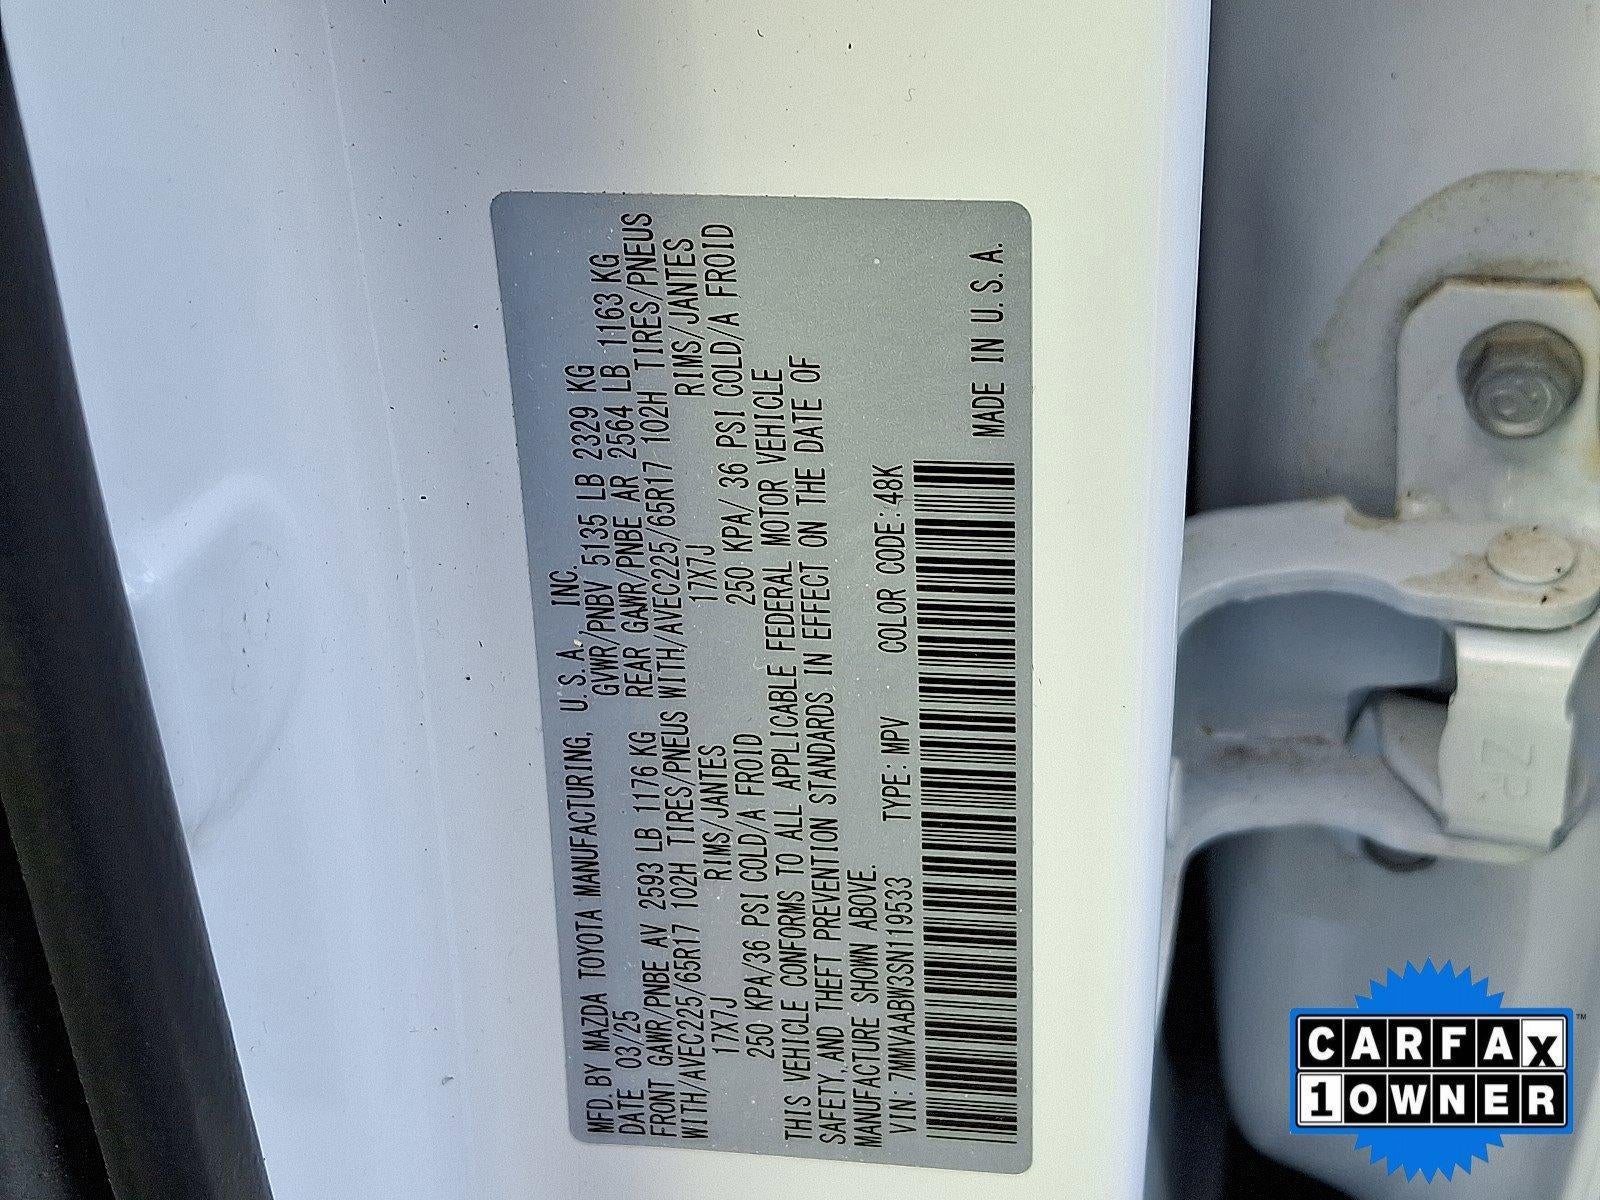 MFD. BY MAZDA TOYOTA MANUFACTURING, U. S. A. INC.
DATE 03/25 GVWR/PNBV 5135 LB 2329 KG
FRONT GAWR/PNBE AV 2593 LB 1176 KG REAR GAWR/PNBE AR 2564 LB 1163 KG
WITH/AVEC225/65R17 102H TIRES/PNEUS WITH/AVEC225/65R17 102H TIRES/PNEUS
17X7J RIMS/JANTES 17X7J RIMS/JANTES
250 KPA/36 PSI COLD/A FROID 250 KPA/ 36 PSI COLD/A FROID
THIS VEHICLE CONFORMS TO ALL APPLICABLE FEDERAL MOTOR VEHICLE
SAFETY, AND THEFT PREVENTION STANDARDS IN EFFECT ON THE DATE OF
MANUFACTURE SHOWN ABOVE.
VIN: 7MMVAABW3SN119533 TYPE: MPV COLOR CODE: 48K
MADE IN U. S. A.
ZP
CARFAX™
1 OWNER